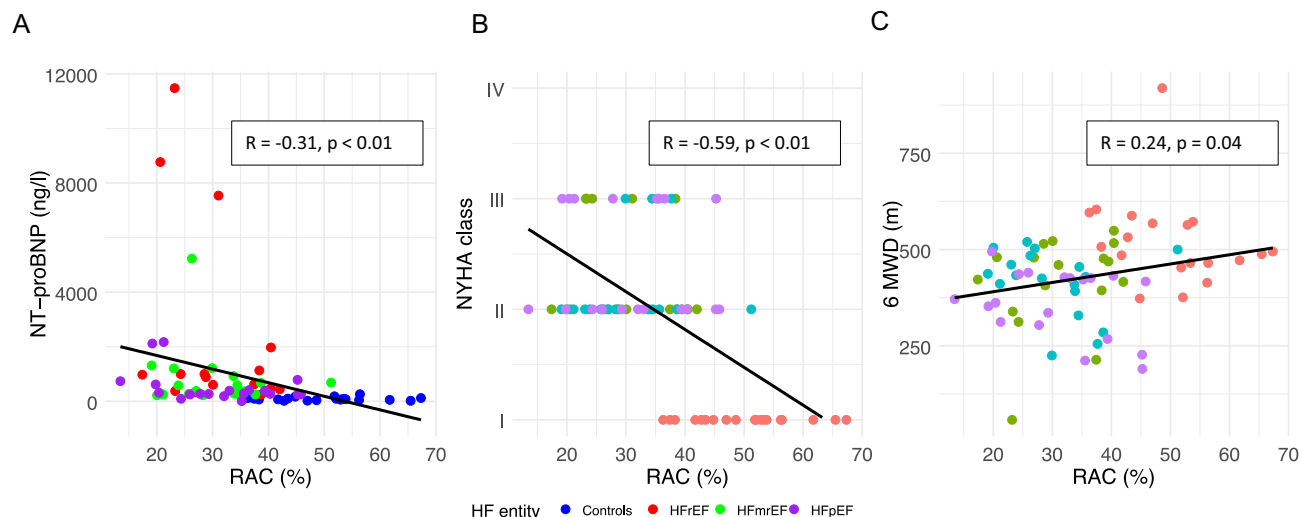 A
B
C
12000
8000
4000
0
NT−proBNP (ng/l)
R = -0.31, p < 0.01
20 30 40 50 60 70
RAC (%)
IV
III
II
I
NYHA class
R = -0.59, p < 0.01
20 30 40 50 60 70
RAC (%)
750
500
250
6 MWD (m)
R = 0.24, p = 0.04
20 30 40 50 60 70
RAC (%)
HF entity Controls HFrEF HFmrEF HFpEF